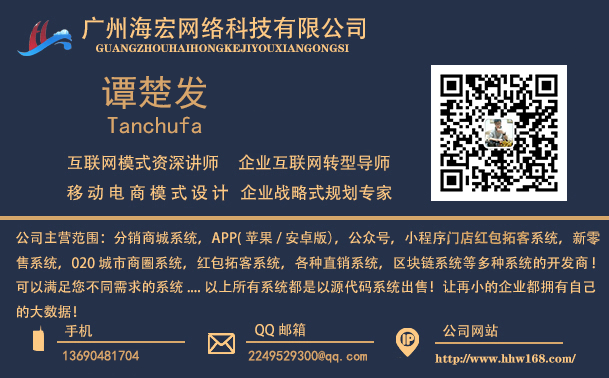 广州海宏网络科技有限公司
GUANGZHOUHAIHONGKEJIYOUXIANGONGSI
谭楚发
Tanchufa
互联网模式资深讲师 企业互联网转型导师
移动电商模式设计 企业战略式规划专家
公司主营范围：分销商城系统，APP(苹果/安卓版)，公众号，小程序门店红包拓客系统，新零
售系统，O2O城市商圈系统，红包拓客系统，各种直销系统，区块链系统等多种系统的开发商！
可以满足您不同需求的系统....以上所有系统都是以源代码系统出售！让再小的企业都拥有自己
的大数据！
手机 QQ邮箱 公司网站
13690481704 2249529300@qq.com http://www.hhw168.com/